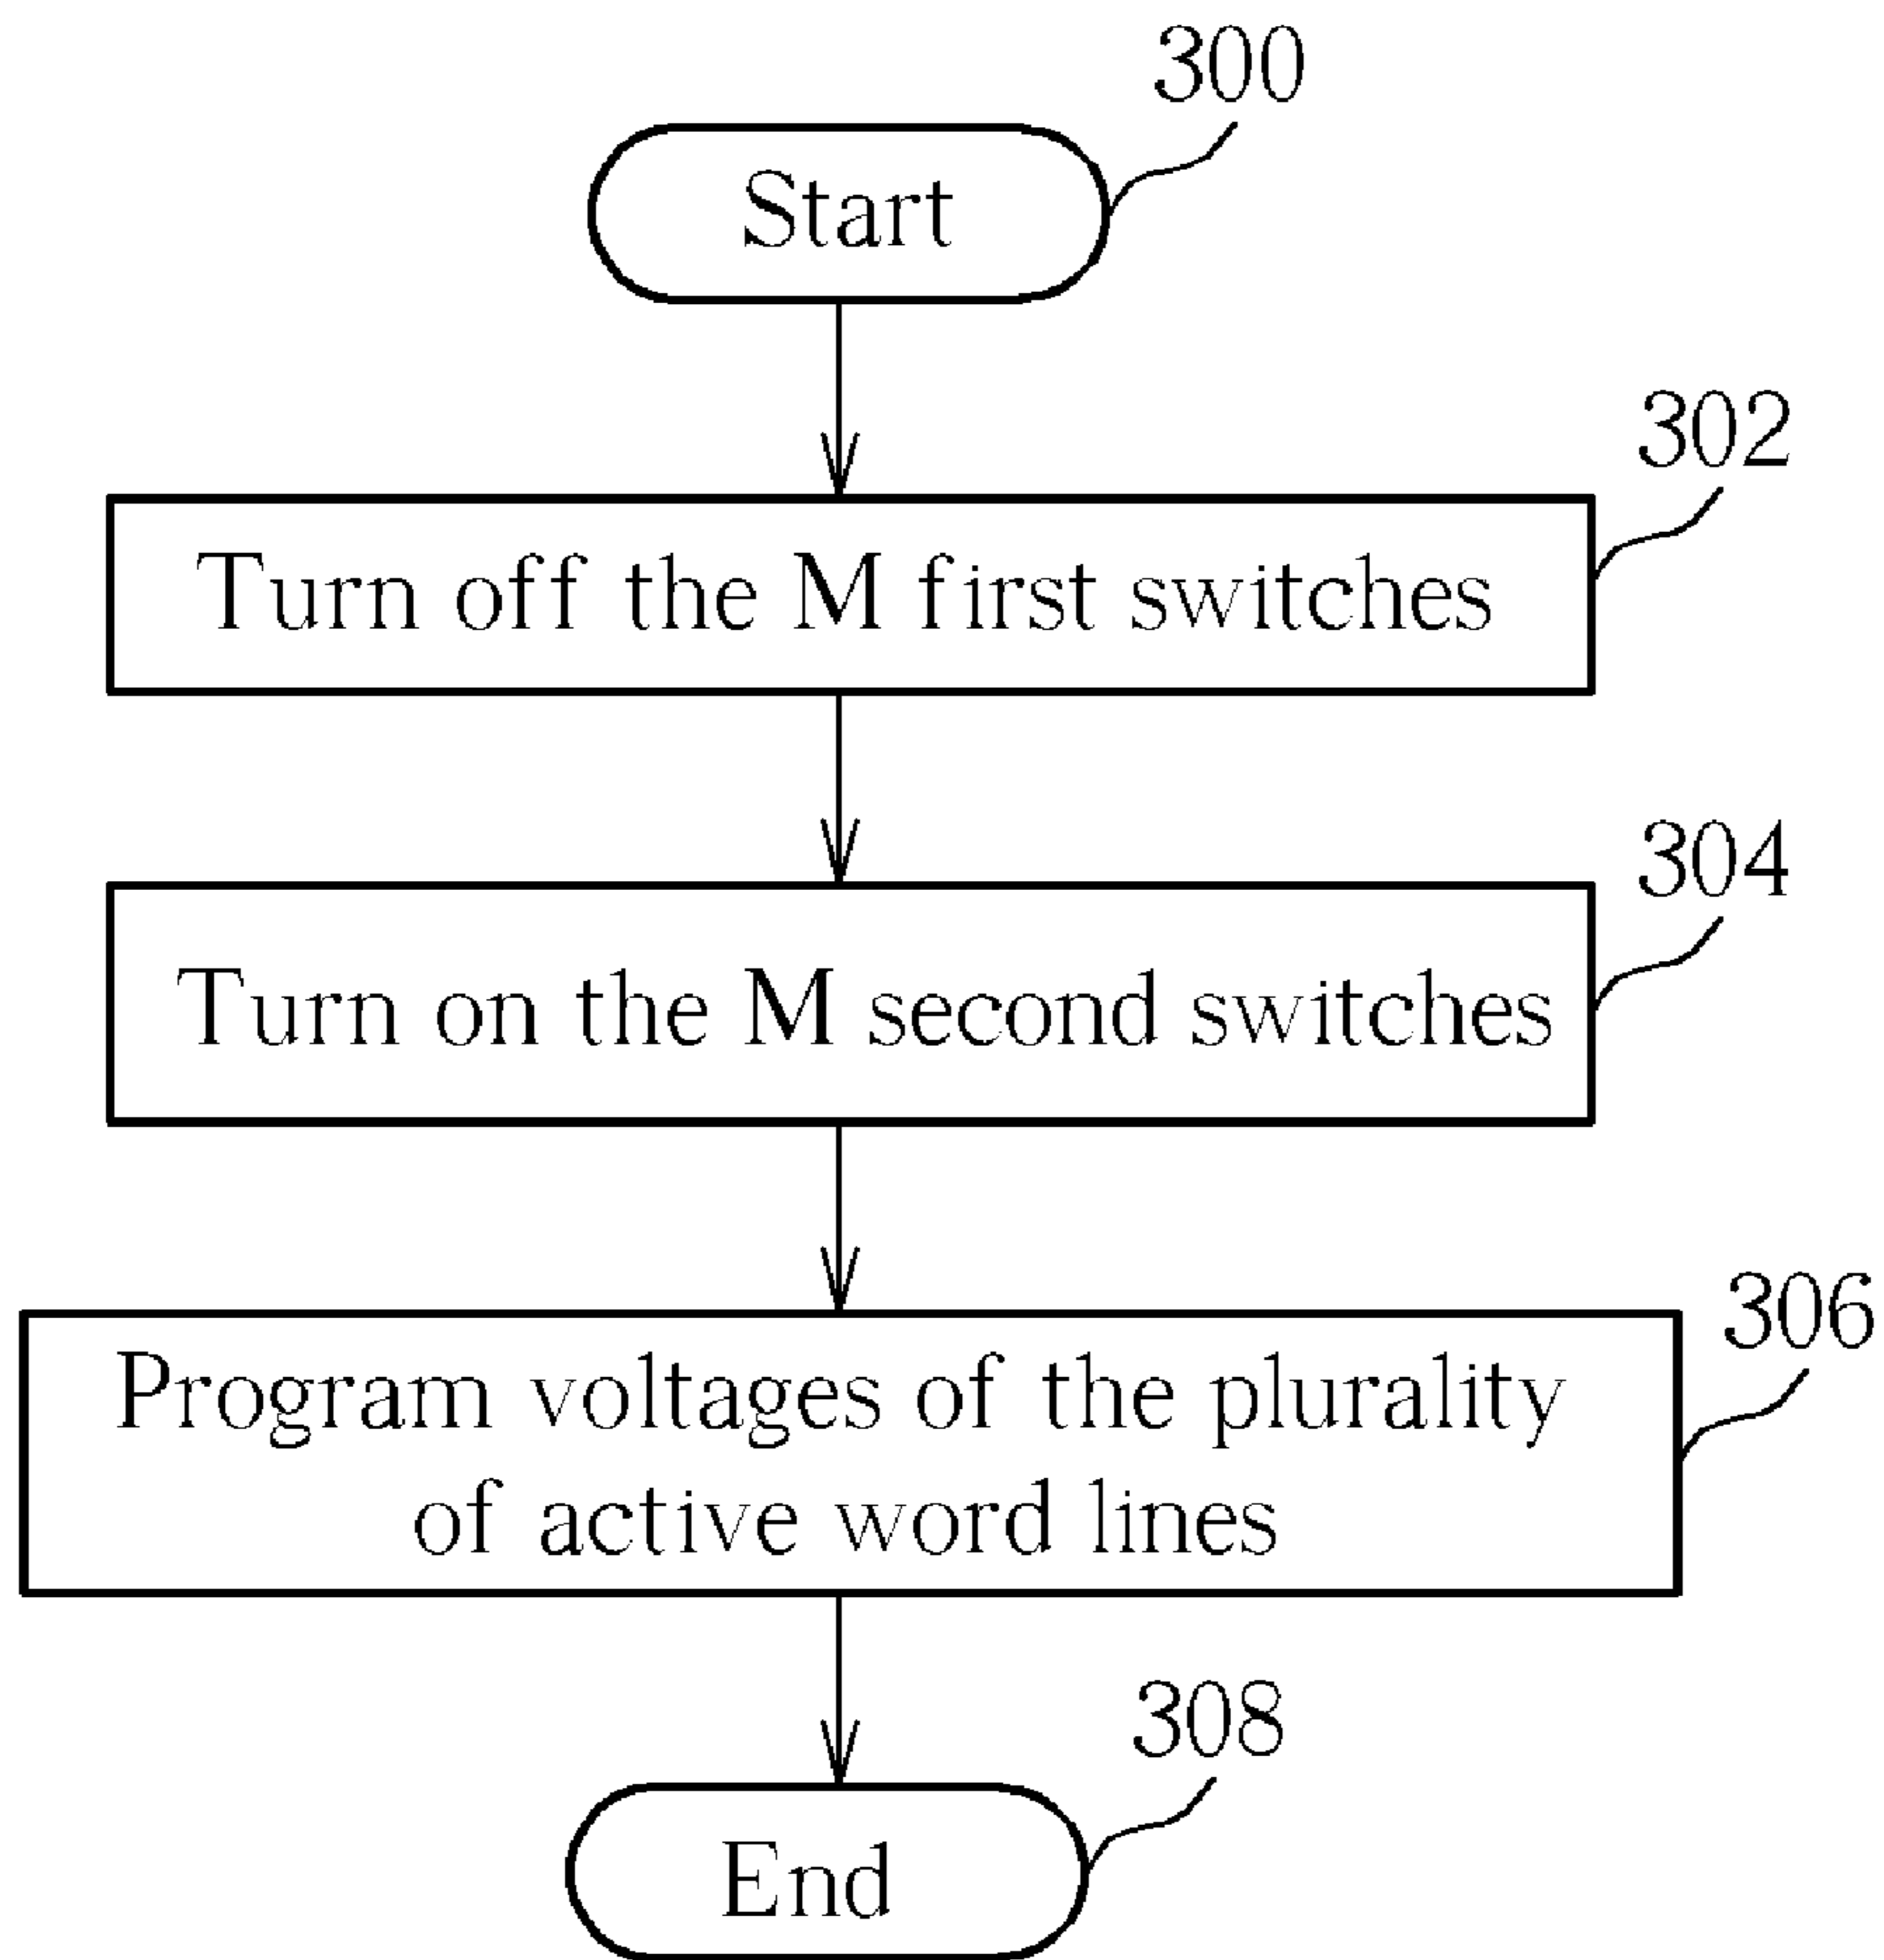 300
Start
302
Turn off the M first switches
304
Turn on the M second switches
306
Program voltages of the plurality
of active word lines
308
End